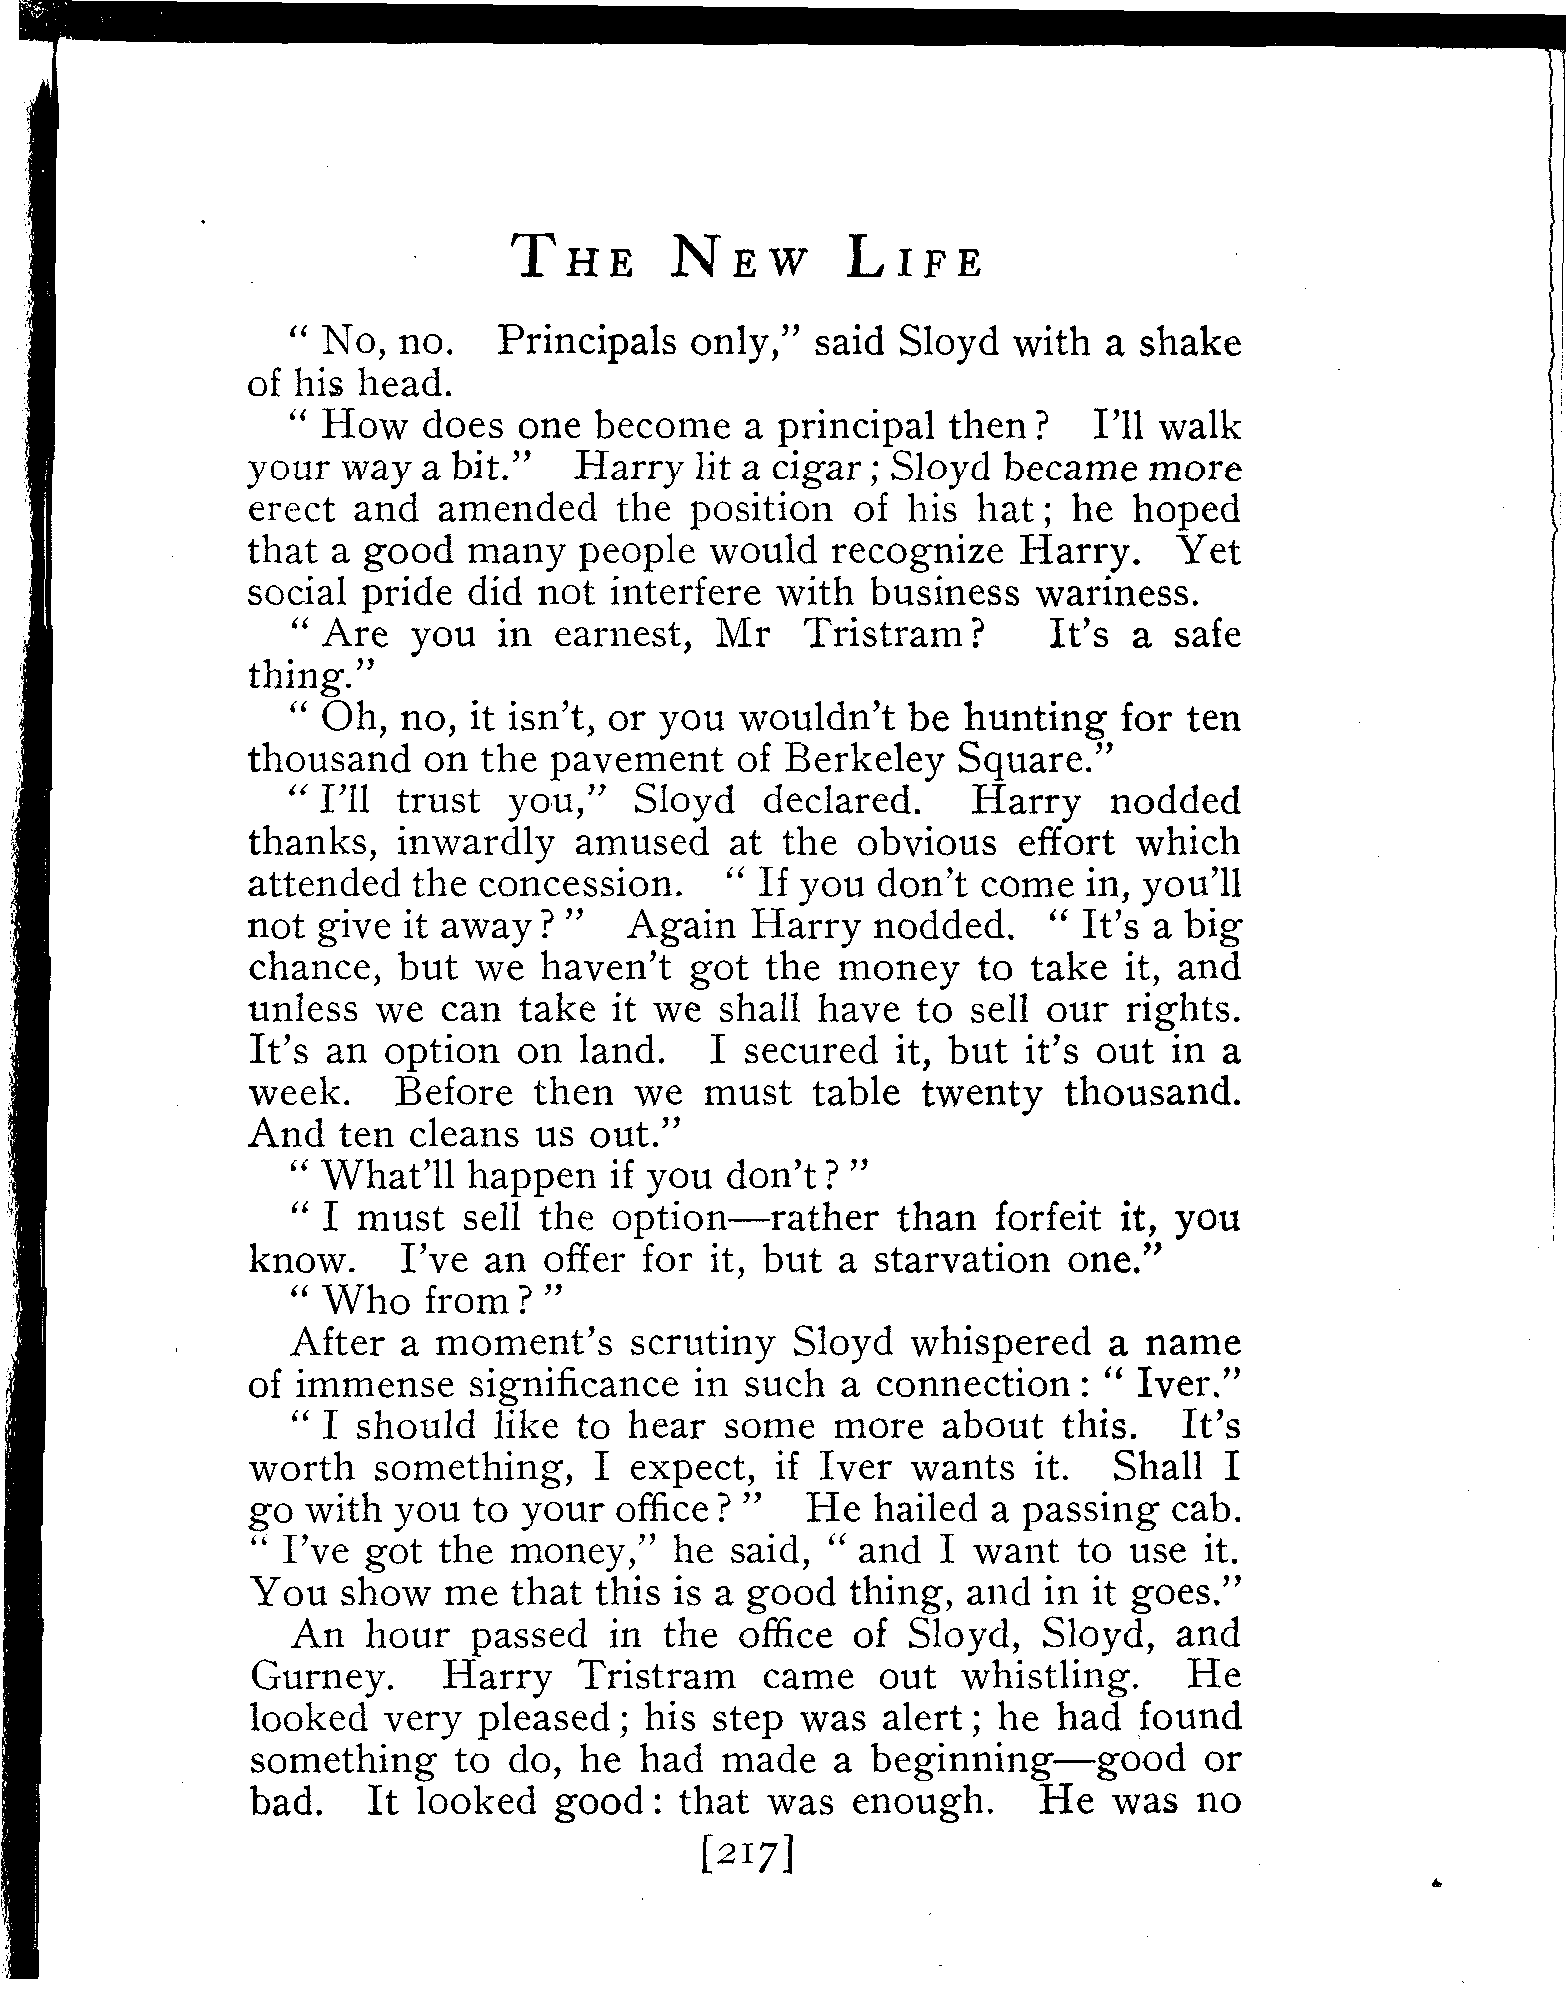 The New Life
“ No, no. Principals only,” said Sloyd with a shake
of his head.
“ How does one become a principal then? I'll walk
your way a bit.” Harry lit a cigar; Sloyd became more
erect and amended the position of his hat; he hoped
that a good many people would recognize Harry. Yet
social pride did not interfere with business wariness.
“ Are you in earnest, Mr Tristram? It's a safe
thing.”
“ Oh, no, it isn't, or you wouldn't be hunting for ten
thousand on the pavement of Berkeley Square.”
“ I'll trust you,” Sloyd declared. Harry nodded
thanks, inwardly amused at the obvious effort which
attended the concession. “ If you don't come in, you'll
not give it away? ” Again Harry nodded. “ It's a big
chance, but we haven't got the money to take it, and
unless we can take it we shall have to sell our rights.
It's an option on land. I secured it, but it's out in a
week. Before then we must table twenty thousand.
And ten cleans us out.”
“ What'll happen if you don't? ”
“ I must sell the option—rather than forfeit it, you
know. I've an offer for it, but a starvation one.”
“ Who from? ”
After a moment's scrutiny Sloyd whispered a name
of immense significance in such a connection: “ Iver.”
“ I should like to hear some more about this. It's
worth something, I expect, if Iver wants it. Shall I
go with you to your office? ” He hailed a passing cab.
“ I've got the money,” he said, “ and I want to use it.
You show me that this is a good thing, and in it goes.”
An hour passed in the office of Sloyd, Sloyd, and
Gurney. Harry Tristram came out whistling. He
looked very pleased; his step was alert; he had found
something to do, he had made a beginning—good or
bad. It looked good: that was enough. He was no
[217]